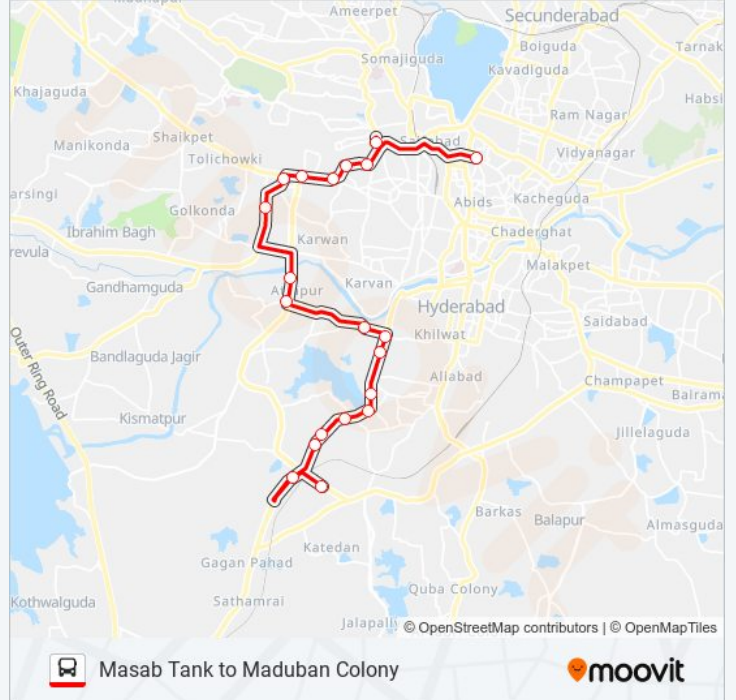 Ameerpet
Secunderabad
Somajiguda
Boiguda
Tarnak
Kavadiguda
Khajaguda
Habsi
Ram Nagar
Shaikpet
Manikonda
Tolichowki
Vidyanagar
arsingi
Golkonda
Abids
Kacheguda
Ibrahim Bagh
Chaderghat
Karwan
revula
Malakpet
Gandhamguda
Karvan
Hyderabad
Saidabad
Khilwat
Outer Ring Road
Bandlaguda Jagir
Aliabad
Champapet
Bairam
Kismatpur
Jillelaguda
Barkas
Balapur
Almasguda
Katedan
Gagan Pahad
Quba Colony
Kothwalguda
Sathamrai
Jalapall
© OpenStreetMap contributors | © OpenMapTiles
Masab Tank to Maduban Colony
moovit